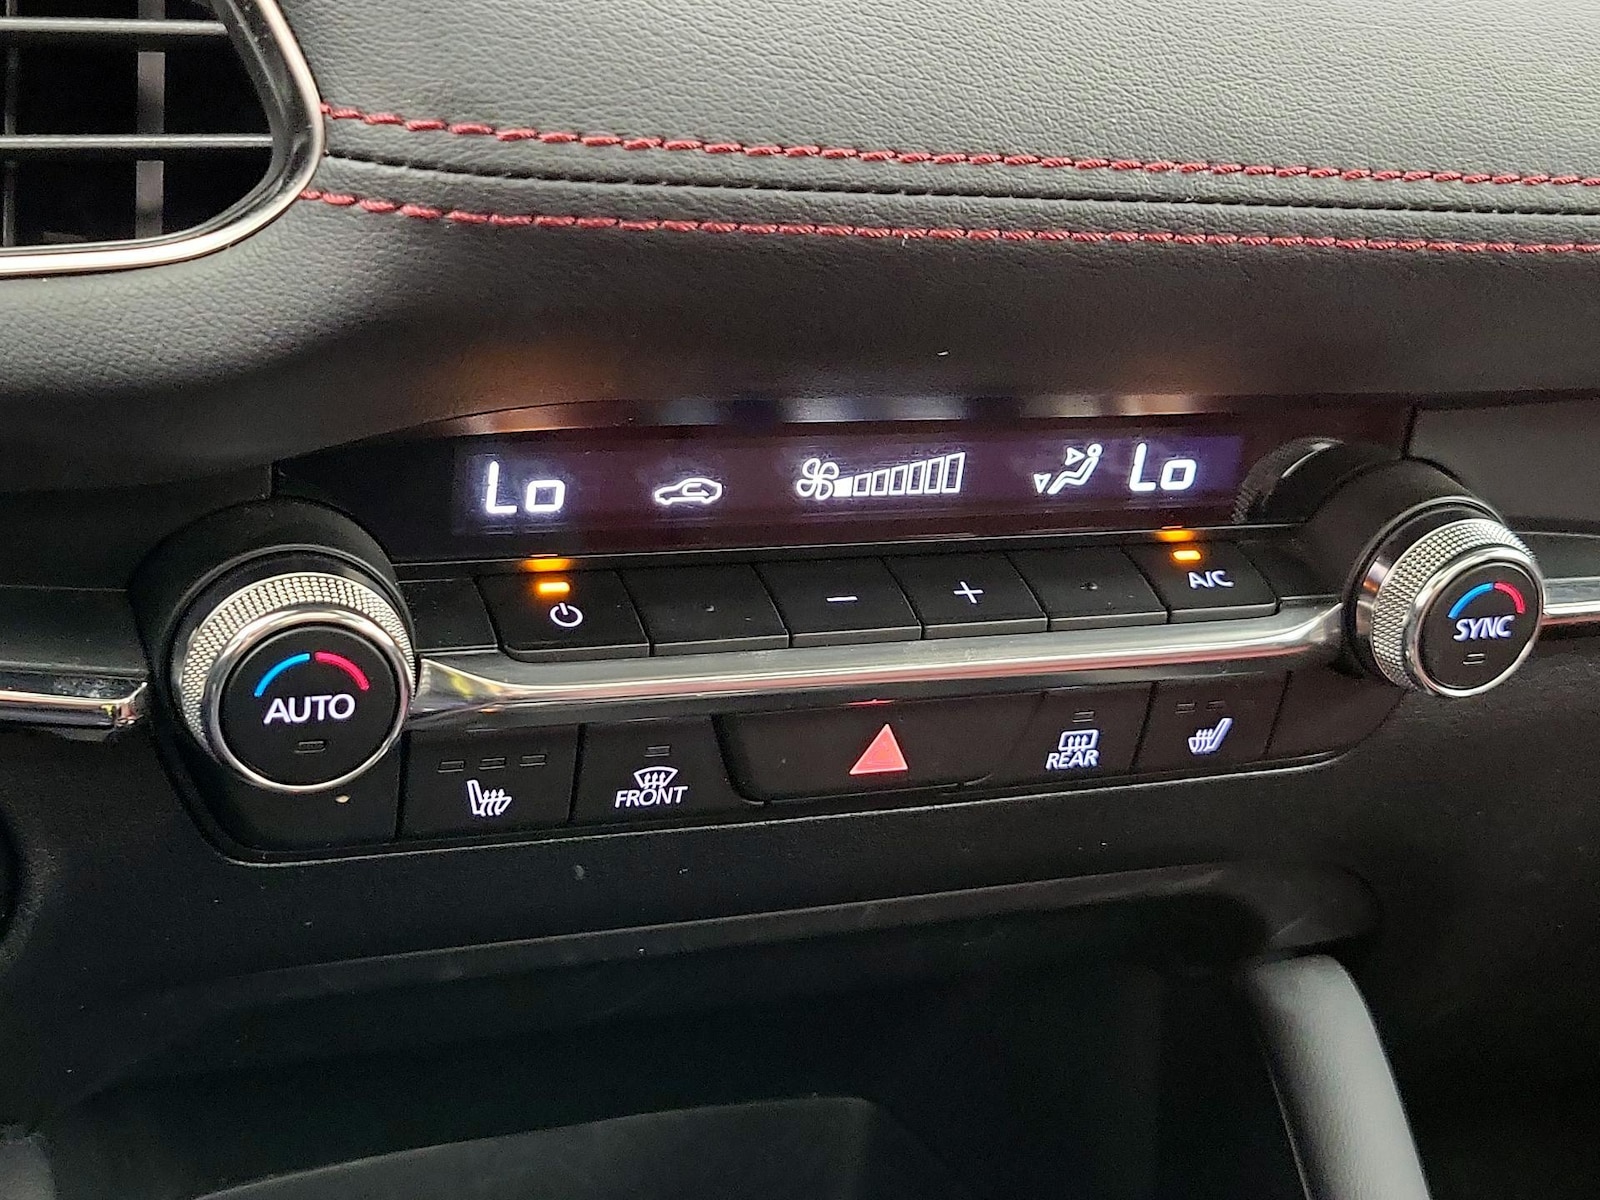 Lo Lo
− +
A/C
AUTO
SYNC
FRONT
REAR